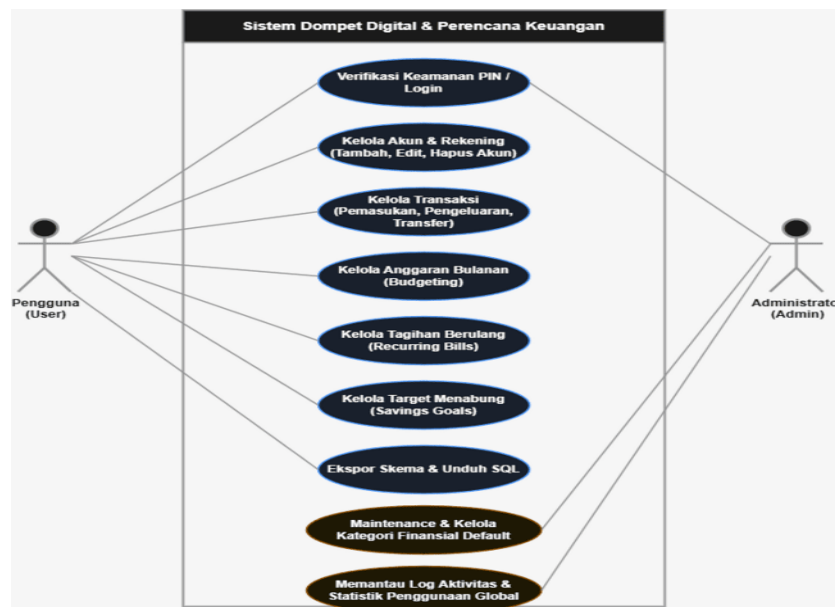 Sistem Dompet Digital & Perencana Keuangan
Verifikasi Keamanan PIN /
Login
Kelola Akun & Rekening
(Tambah, Edit, Hapus Akun)
Kelola Transaksi
(Pemasukan, Pengeluaran,
Transfer)
Kelola Anggaran Bulanan
(Budgeting)
Pengguna
(User)
Administrato
(Admin)
Kelola Tagihan Berulang
(Recurring Bills)
Kelola Target Menabung
(Savings Goals)
Ekspor Skema & Unduh SQL
Maintenance & Kelola
Kategori Finansial Default
Memantau Log Aktivitas &
Statistik Penggunaan Global